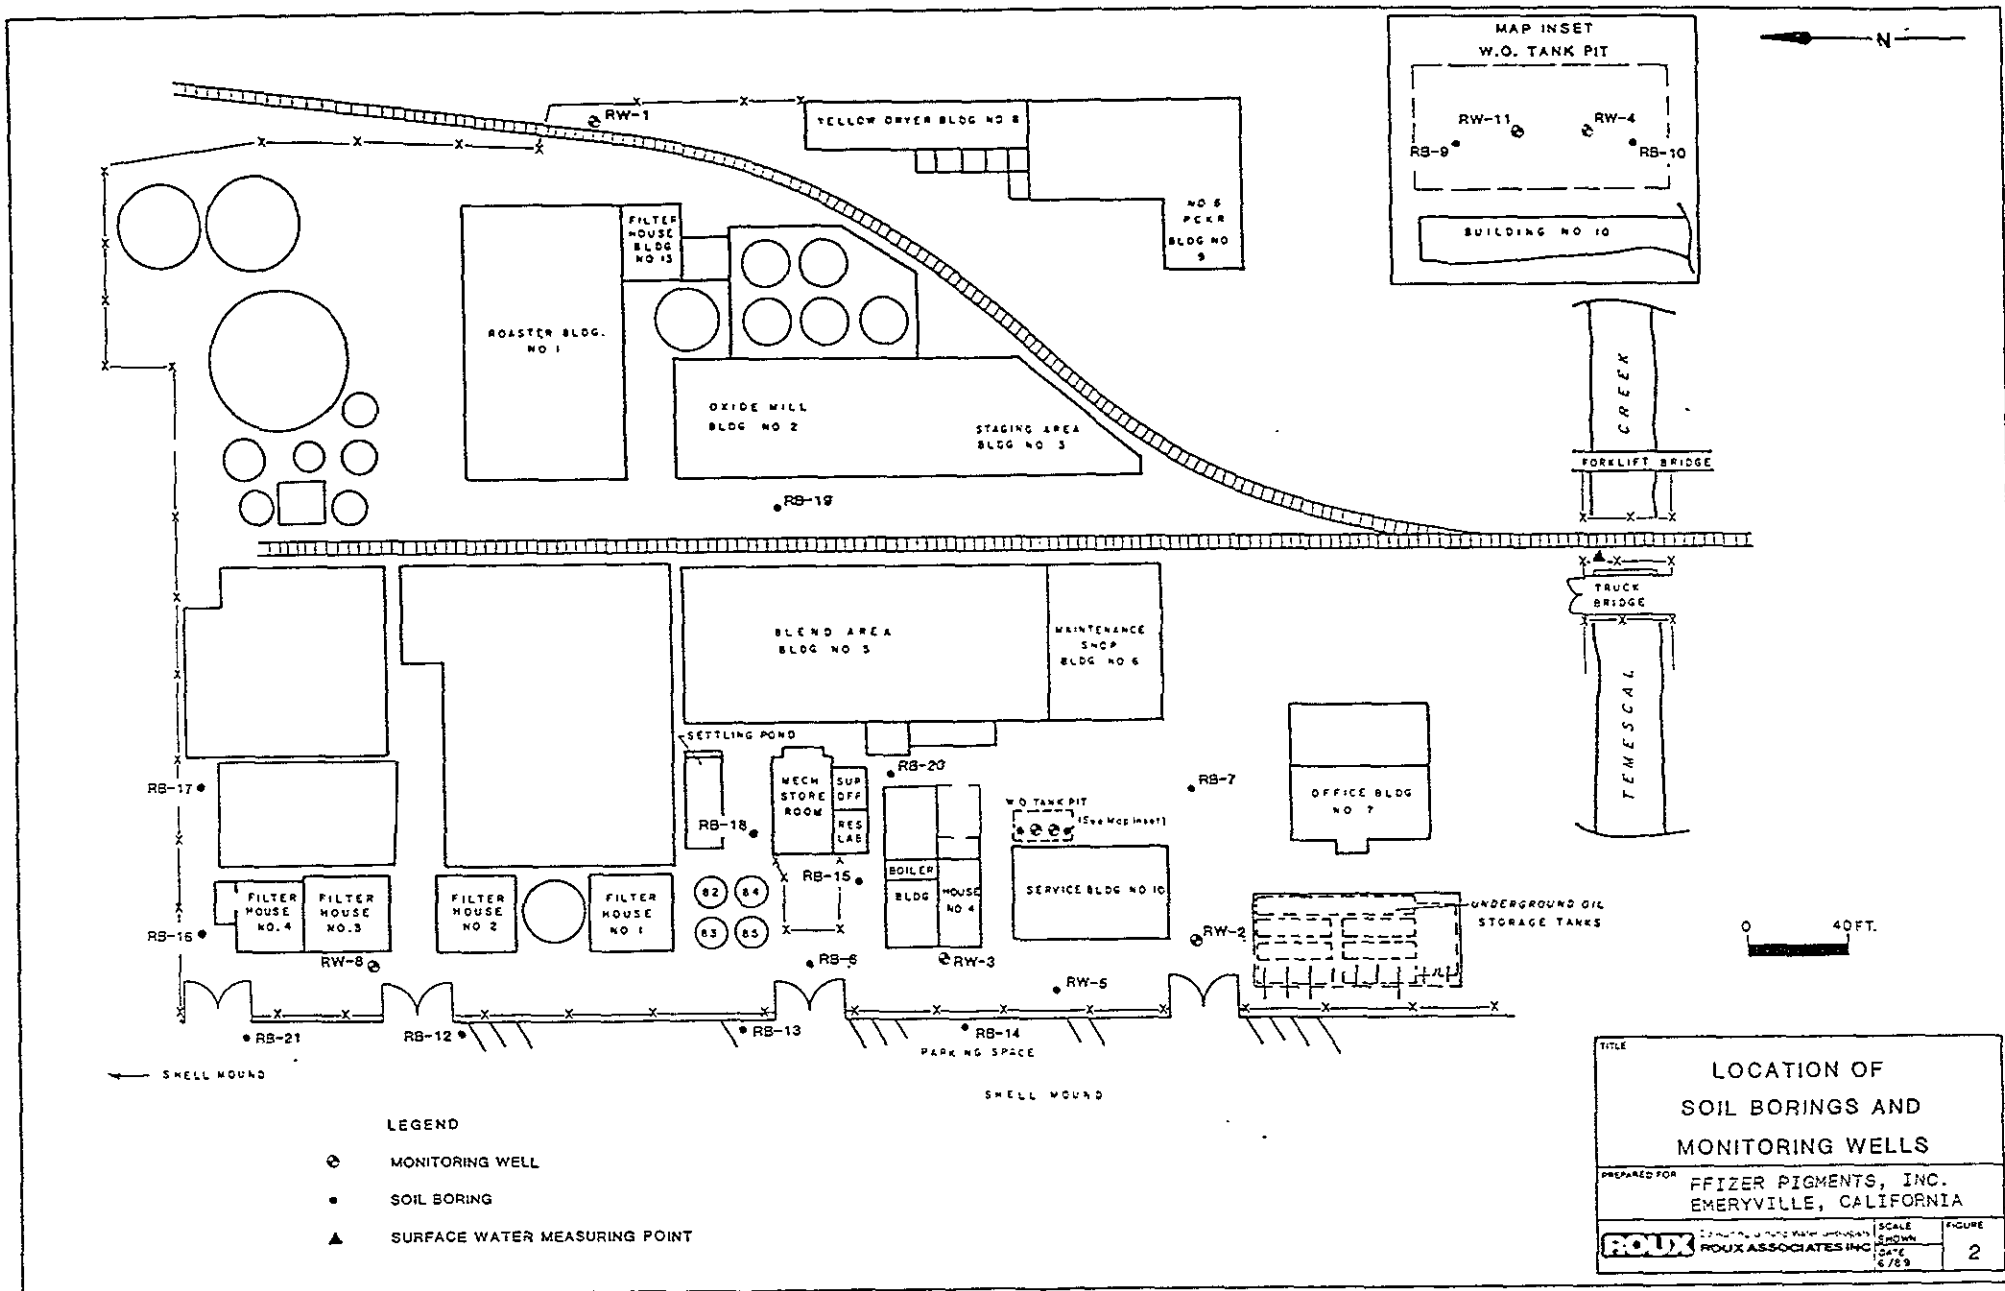 MAP INSET
W.O. TANK PIT
N
RW-11
RW-4
RB-9
RB-10
BUILDING NO 10
RW-1
YELLOW DRYER BLDG NO 8
NO 6
PCKR
BLDG NO
9
FILTER
HOUSE
BLDG
NO 13
ROASTER BLDG.
NO 1
OXIDE MILL
BLDG NO 2
STAGING AREA
BLDG NO 3
CREEK
FORKLIFT BRIDGE
RB-19
TRUCK
BRIDGE
BLEND AREA
BLDG NO 5
MAINTENANCE
SHOP
BLDG NO 6
TEMESCAL
SETTLING POND
RB-20
RB-17
MECH
STORE
ROOM
SUP
OFF
RES
LAB
RB-7
W.O TANK PIT
(See Map Inset)
OFFICE BLDG
NO 7
RB-18
RB-15
BOILER
BLDG
HOUSE
NO 4
SERVICE BLDG NO 10
FILTER
HOUSE
NO.4
FILTER
HOUSE
NO.3
FILTER
HOUSE
NO 2
FILTER
HOUSE
NO 1
82
84
83
85
UNDERGROUND OIL
STORAGE TANKS
RB-16
RW-8
RB-6
RW-3
RW-2
RW-5
0 40FT.
RB-21
RB-12
RB-13
RB-14
PARK NG SPACE
SHELL MOUND
SHELL MOUND
LEGEND
MONITORING WELL
SOIL BORING
SURFACE WATER MEASURING POINT
TITLE
LOCATION OF
SOIL BORINGS AND
MONITORING WELLS
PREPARED FOR
PFIZER PIGMENTS, INC.
EMERYVILLE, CALIFORNIA
ROUX
ROUX ASSOCIATES INC
SCALE
SHOWN
DATE
6/89
FIGURE
2